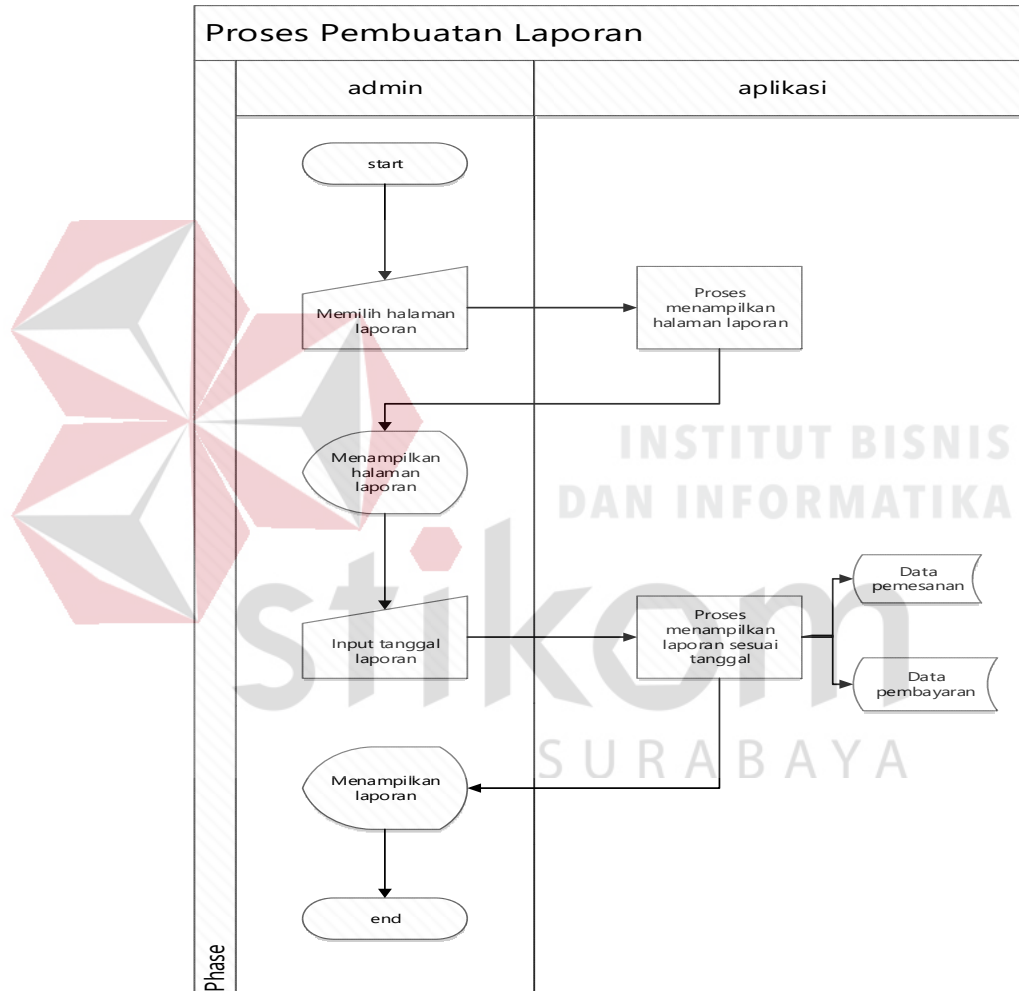 Proses Pembuatan Laporan
admin
aplikasi
start
Memilih halaman
laporan
Proses
menampilkan
halaman laporan
Menampilkan
halaman
laporan
INSTITUT BISNIS
DAN INFORMATIKA
stikom
SURABAYA
Input tanggal
laporan
Proses
menampilkan
laporan sesuai
tanggal
Data
pemesanan
Data
pembayaran
Menampilkan
laporan
end
Phase